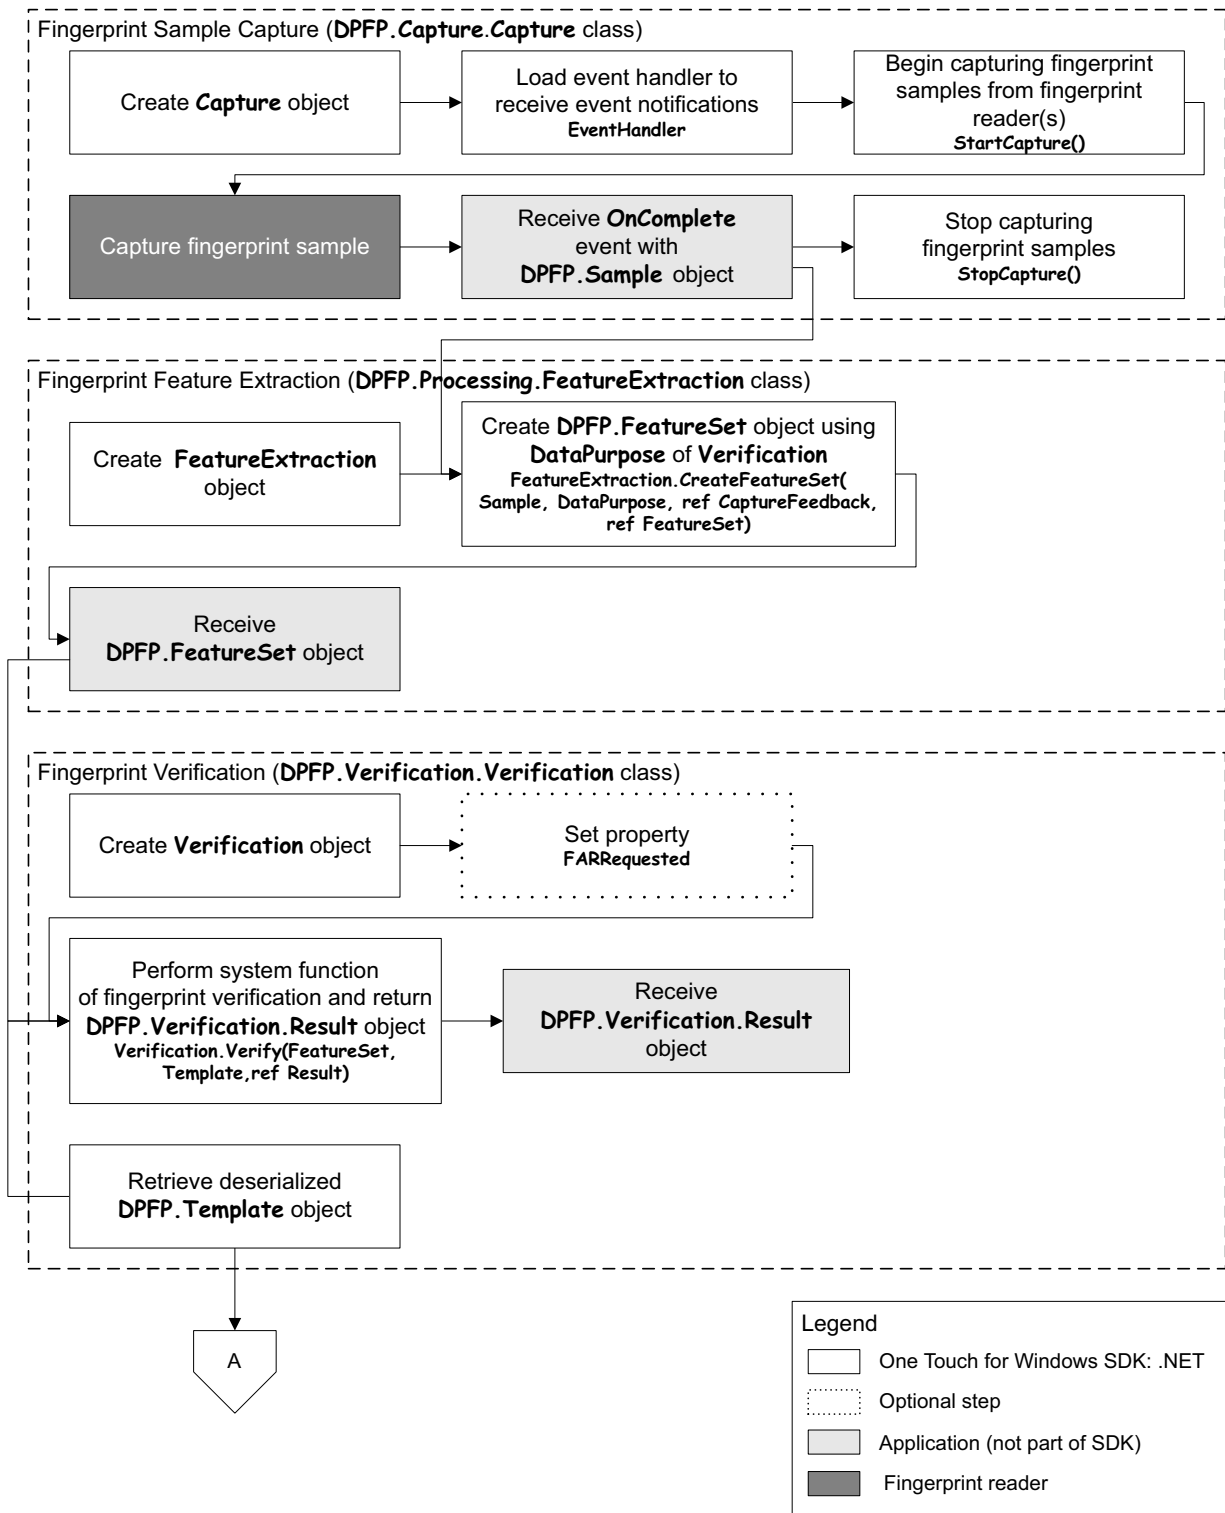 Fingerprint Sample Capture (DPFP.Capture.Capture class)
Create Capture object
Load event handler to
receive event notifications
EventHandler
Begin capturing fingerprint
samples from fingerprint
reader(s)
StartCapture()
Capture fingerprint sample
Receive OnComplete
event with
DPFP.Sample object
Stop capturing
fingerprint samples
StopCapture()
Fingerprint Feature Extraction (DPFP.Processing.FeatureExtraction class)
Create FeatureExtraction
object
Create DPFP.FeatureSet object using
DataPurpose of Verification
FeatureExtraction.CreateFeatureSet(
Sample, DataPurpose, ref CaptureFeedback,
ref FeatureSet)
Receive
DPFP.FeatureSet object
Fingerprint Verification (DPFP.Verification.Verification class)
Create Verification object
Set property
FARRequested
Perform system function
of fingerprint verification and return
DPFP.Verification.Result object
Verification.Verify(FeatureSet,
Template,ref Result)
Receive
DPFP.Verification.Result
object
Retrieve deserialized
DPFP.Template object
A
Legend
One Touch for Windows SDK: .NET
Optional step
Application (not part of SDK)
Fingerprint reader